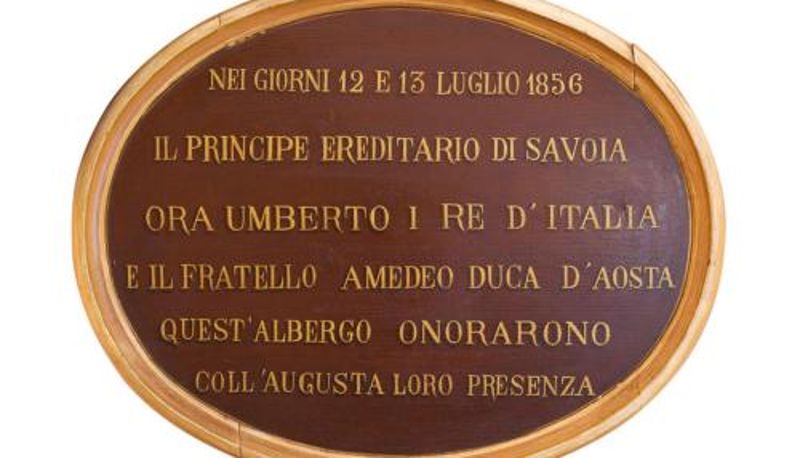 NEI GIORNI 12 E 13 LUGLIO 1856
IL PRINCIPE EREDITARIO DI SAVOIA
ORA UMBERTO I RE D'ITALIA
E IL FRATELLO AMEDEO DUCA D'AOSTA
QUEST'ALBERGO ONORARONO
COLL'AUGUSTA LORO PRESENZA